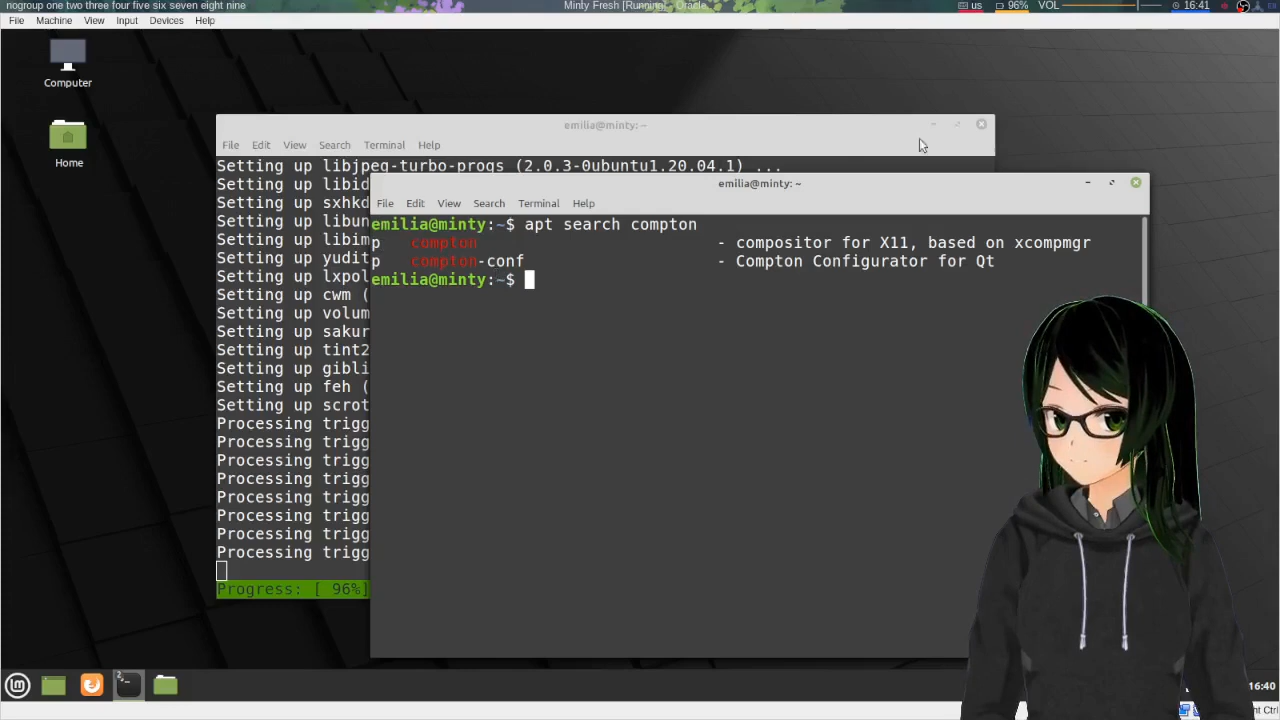 nogroup one two three four five six seven eight nine
Minty Fresh [Running] - Oracle...
us 96% VOL 16:41
File Machine View Input Devices Help
Computer
Home
emilia@minty: ~
File Edit View Search Terminal Help
Setting up libjpeg-turbo-progs (2.0.3-0ubuntu1.20.04.1) ...
Setting up libid
Setting up sxhkd
Setting up libun
Setting up libim
Setting up yudit
Setting up lxpol
Setting up cwm (
Setting up volum
Setting up sakur
Setting up tint2
Setting up gibli
Setting up feh (
Setting up scrot
Processing trigg
Processing trigg
Processing trigg
Processing trigg
Processing trigg
Processing trigg
Processing trigg
Processing trigg
Progress: [ 96%]
emilia@minty: ~
File Edit View Search Terminal Help
emilia@minty:~$ apt search compton
p compton - compositor for X11, based on xcompmgr
p compton-conf - Compton Configurator for Qt
emilia@minty:~$
16:40
ht Ctrl